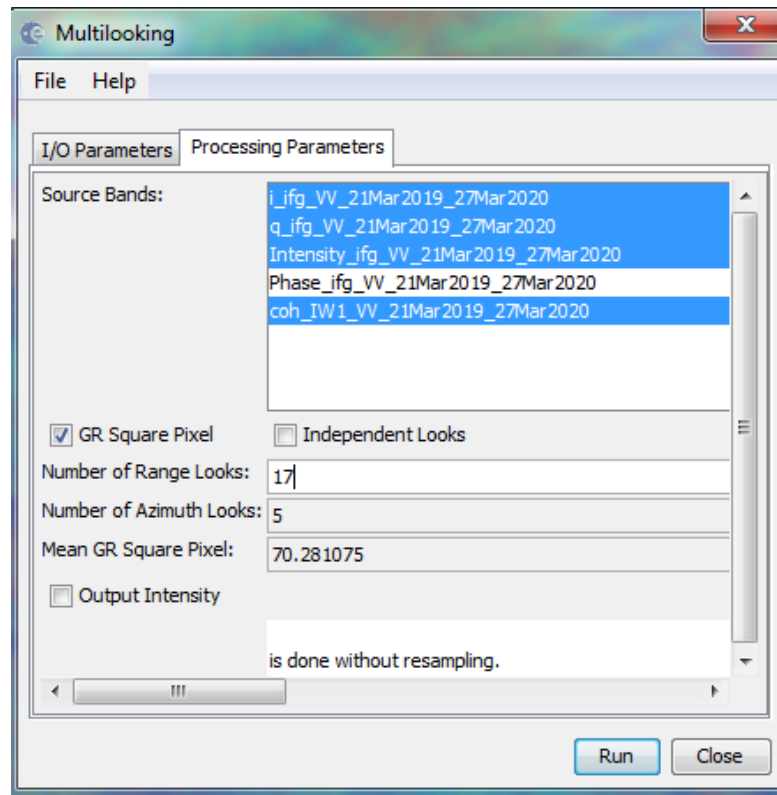 Multilooking
File Help
I/O Parameters Processing Parameters
Source Bands:
i_ifg_VV_21Mar2019_27Mar2020
q_ifg_VV_21Mar2019_27Mar2020
Intensity_ifg_VV_21Mar2019_27Mar2020
Phase_ifg_VV_21Mar2019_27Mar2020
coh_IW1_VV_21Mar2019_27Mar2020
GR Square Pixel Independent Looks
Number of Range Looks: 17
Number of Azimuth Looks: 5
Mean GR Square Pixel: 70.281075
Output Intensity
is done without resampling.
Run Close